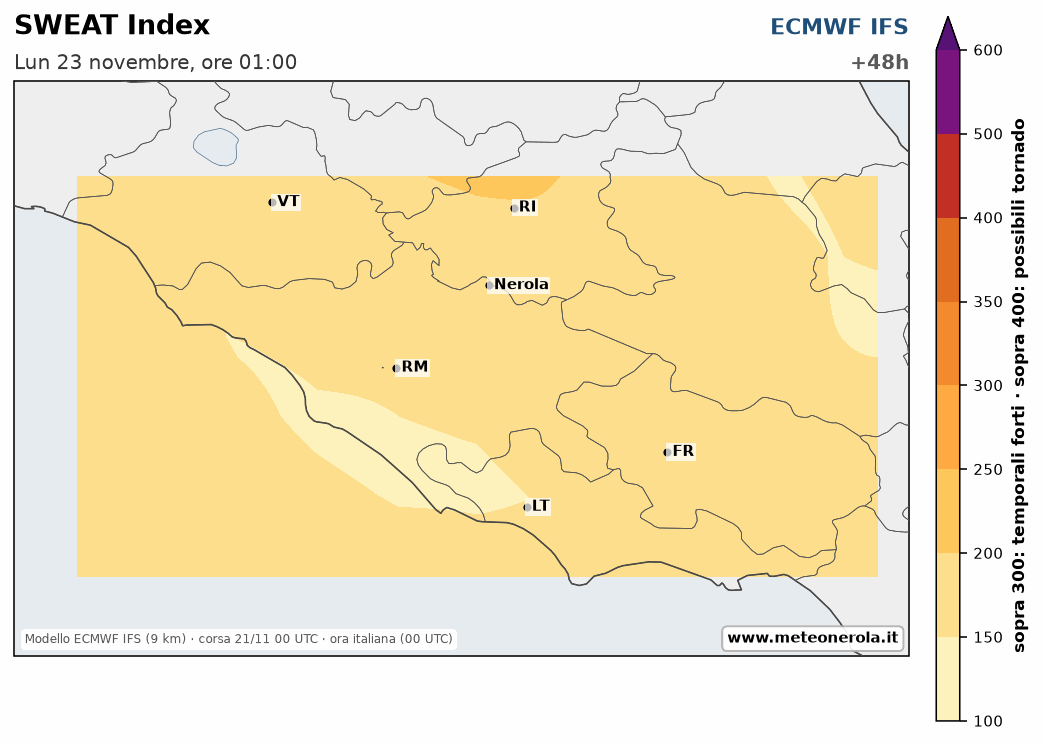 SWEAT Index
ECMWF IFS
Lun 23 novembre, ore 01:00
+48h
VT
RI
Nerola
RM
FR
LT
Modello ECMWF IFS (9 km) · corsa 21/11 00 UTC · ora italiana (00 UTC)
www.meteonerola.it
600
500
400
350
300
250
200
150
100
sopra 300: temporali forti · sopra 400: possibili tornado